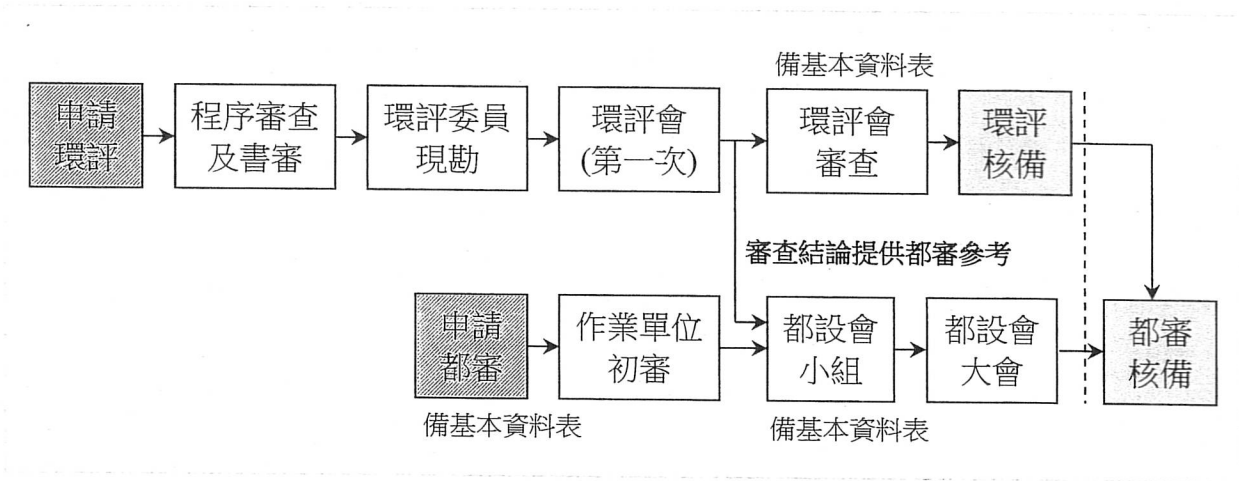 備基本資料表
申請
環評
程序審查
及書審
環評委員
現勘
環評會
(第一次)
環評會
審查
環評
核備
審查結論提供都審參考
申請
都審
作業單位
初審
都設會
小組
都設會
大會
都審
核備
備基本資料表
備基本資料表